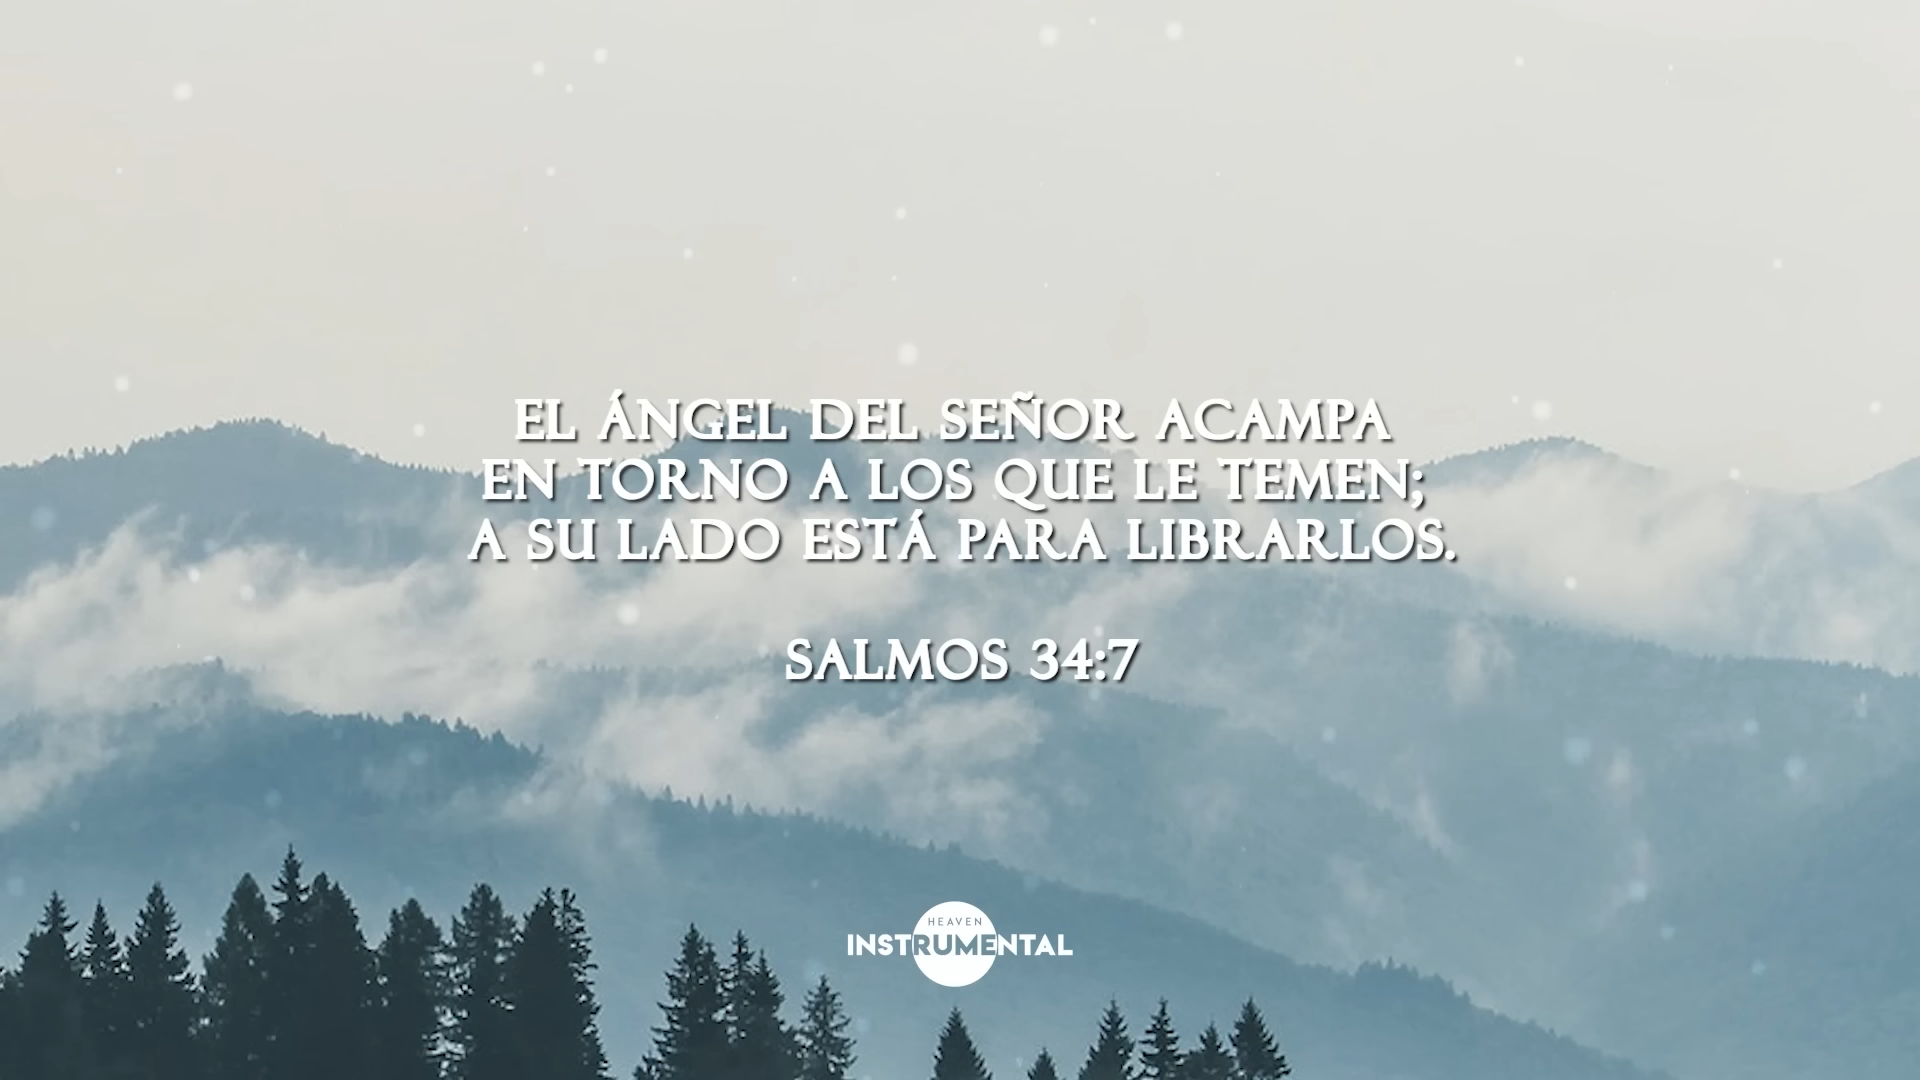 EL ÁNGEL DEL SEÑOR ACAMPA
EN TORNO A LOS QUE LE TEMEN;
A SU LADO ESTÁ PARA LIBRARLOS.
SALMOS 34:7
HEAVEN
INSTRUMENTAL